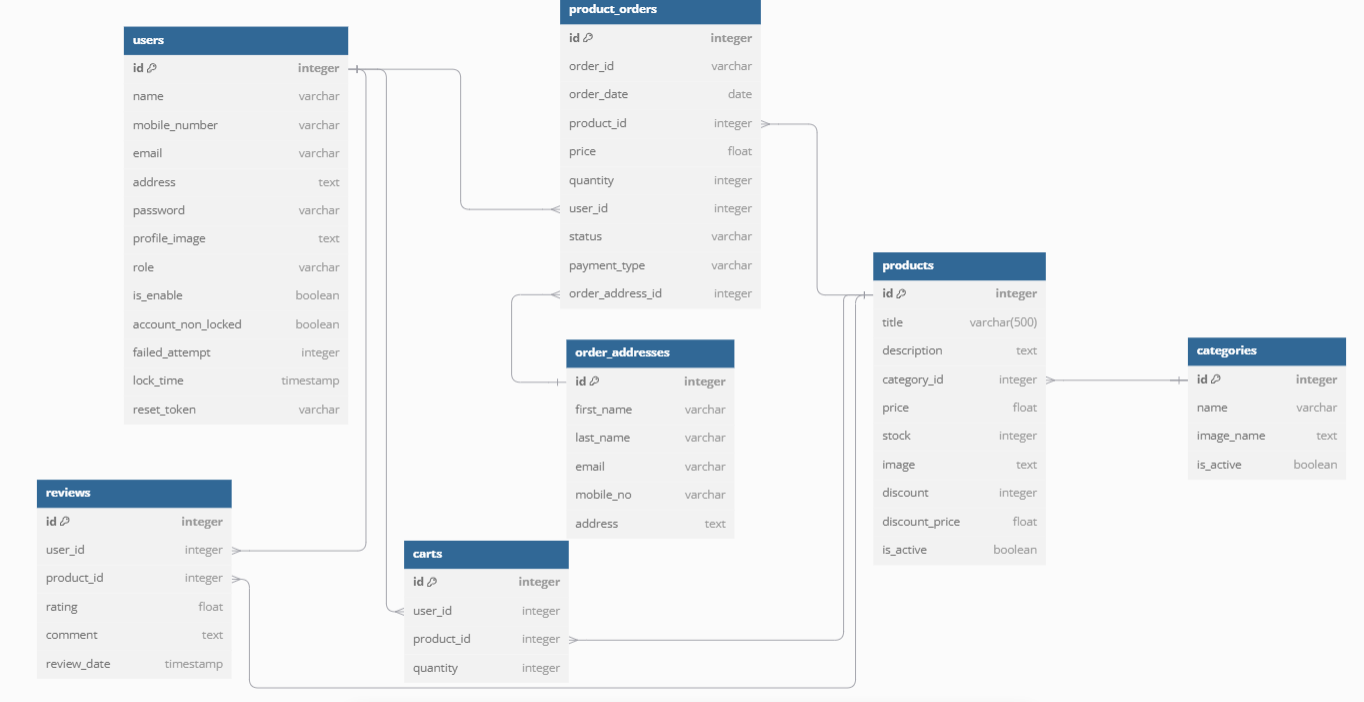 product_orders
id integer
order_id varchar
order_date date
product_id integer
price float
quantity integer
user_id integer
status varchar
payment_type varchar
order_address_id integer
users
id integer
name varchar
mobile_number varchar
email varchar
address text
password varchar
profile_image text
role varchar
is_enable boolean
account_non_locked boolean
failed_attempt integer
lock_time timestamp
reset_token varchar
products
id integer
title varchar(500)
description text
category_id integer
price float
stock integer
image text
discount integer
discount_price float
is_active boolean
categories
id integer
name varchar
image_name text
is_active boolean
order_addresses
id integer
first_name varchar
last_name varchar
email varchar
mobile_no varchar
address text
reviews
id integer
user_id integer
product_id integer
rating float
comment text
review_date timestamp
carts
id integer
user_id integer
product_id integer
quantity integer